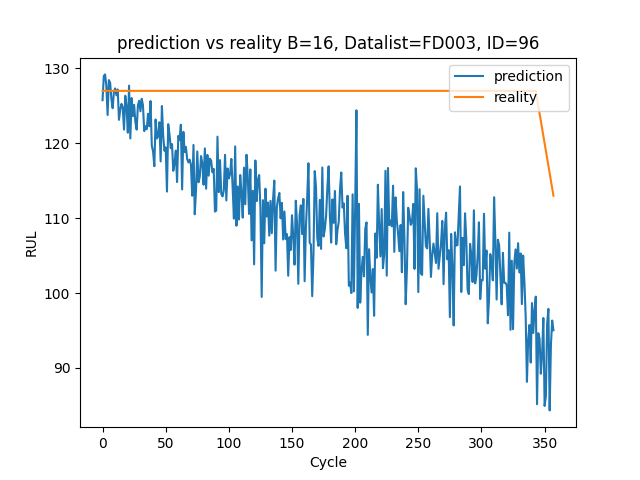 prediction vs reality B=16, Datalist=FD003, ID=96
prediction
reality
130
120
110
100
90
RUL
0 50 100 150 200 250 300 350
Cycle